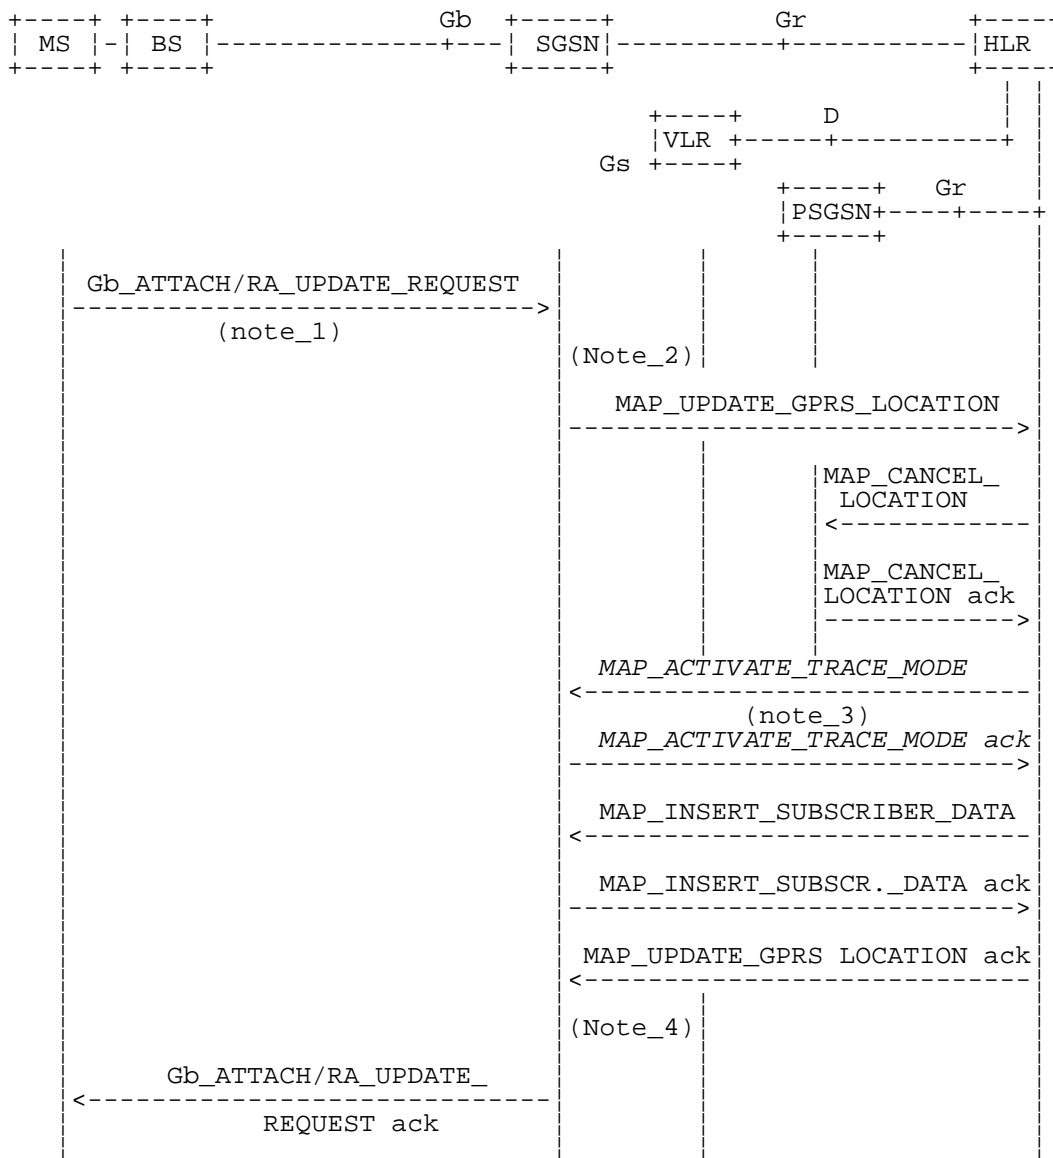 Gb Gr
MS BS SGSN HLR
D
VLR
Gs
Gr
PSGSN
Gb_ATTACH/RA_UPDATE_REQUEST
(note_1)
(Note_2)
MAP_UPDATE_GPRS_LOCATION
MAP_CANCEL_
LOCATION
MAP_CANCEL_
LOCATION ack
MAP_ACTIVATE_TRACE_MODE
(note_3)
MAP_ACTIVATE_TRACE_MODE ack
MAP_INSERT_SUBSCRIBER_DATA
MAP_INSERT_SUBSCR._DATA ack
MAP_UPDATE_GPRS LOCATION ack
(Note_4)
Gb_ATTACH/RA_UPDATE_
REQUEST ack